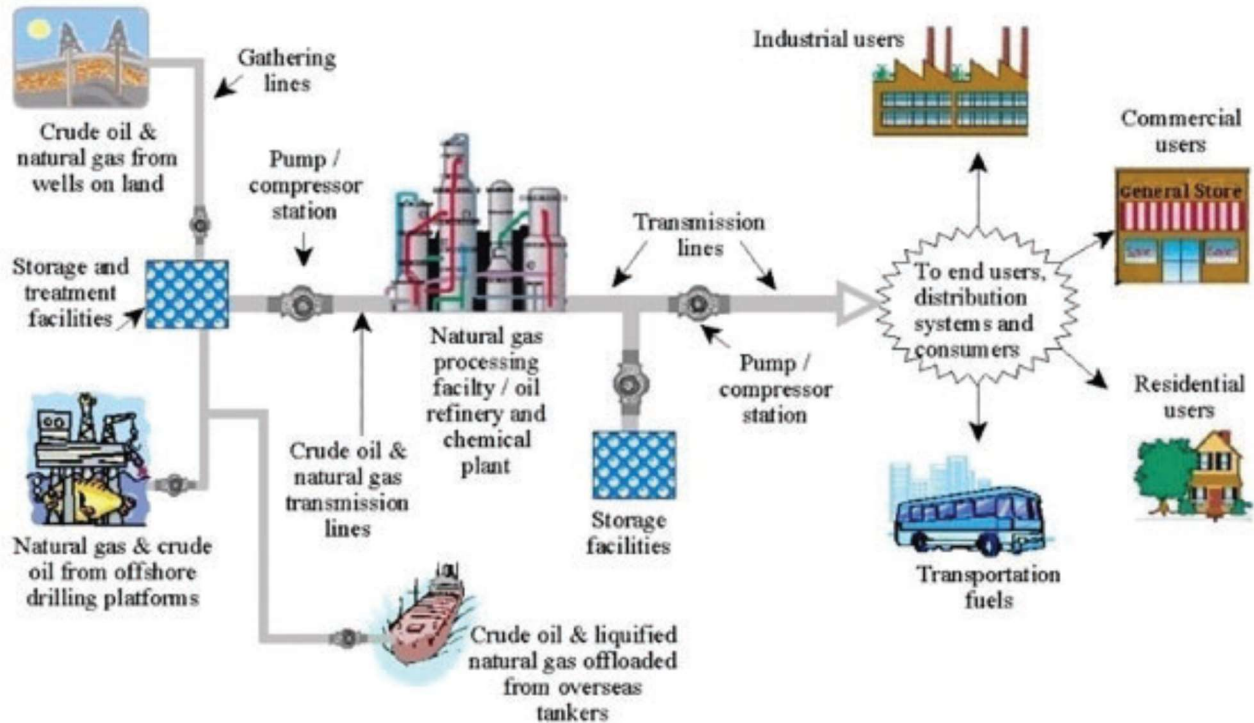 Gathering
lines
Crude oil &
natural gas from
wells on land
Pump /
compressor
station
Storage and
treatment
facilities
Natural gas & crude
oil from offshore
drilling platforms
Crude oil &
natural gas
transmission
lines
Natural gas
processing
facilty / oil
refinery and
chemical
plant
Crude oil & liquified
natural gas offloaded
from overseas
tankers
Transmission
lines
Pump /
compressor
station
Storage
facilities
Industrial users
Commercial
users
General Store
To end users,
distribution
systems and
consumers
Residential
users
Transportation
fuels